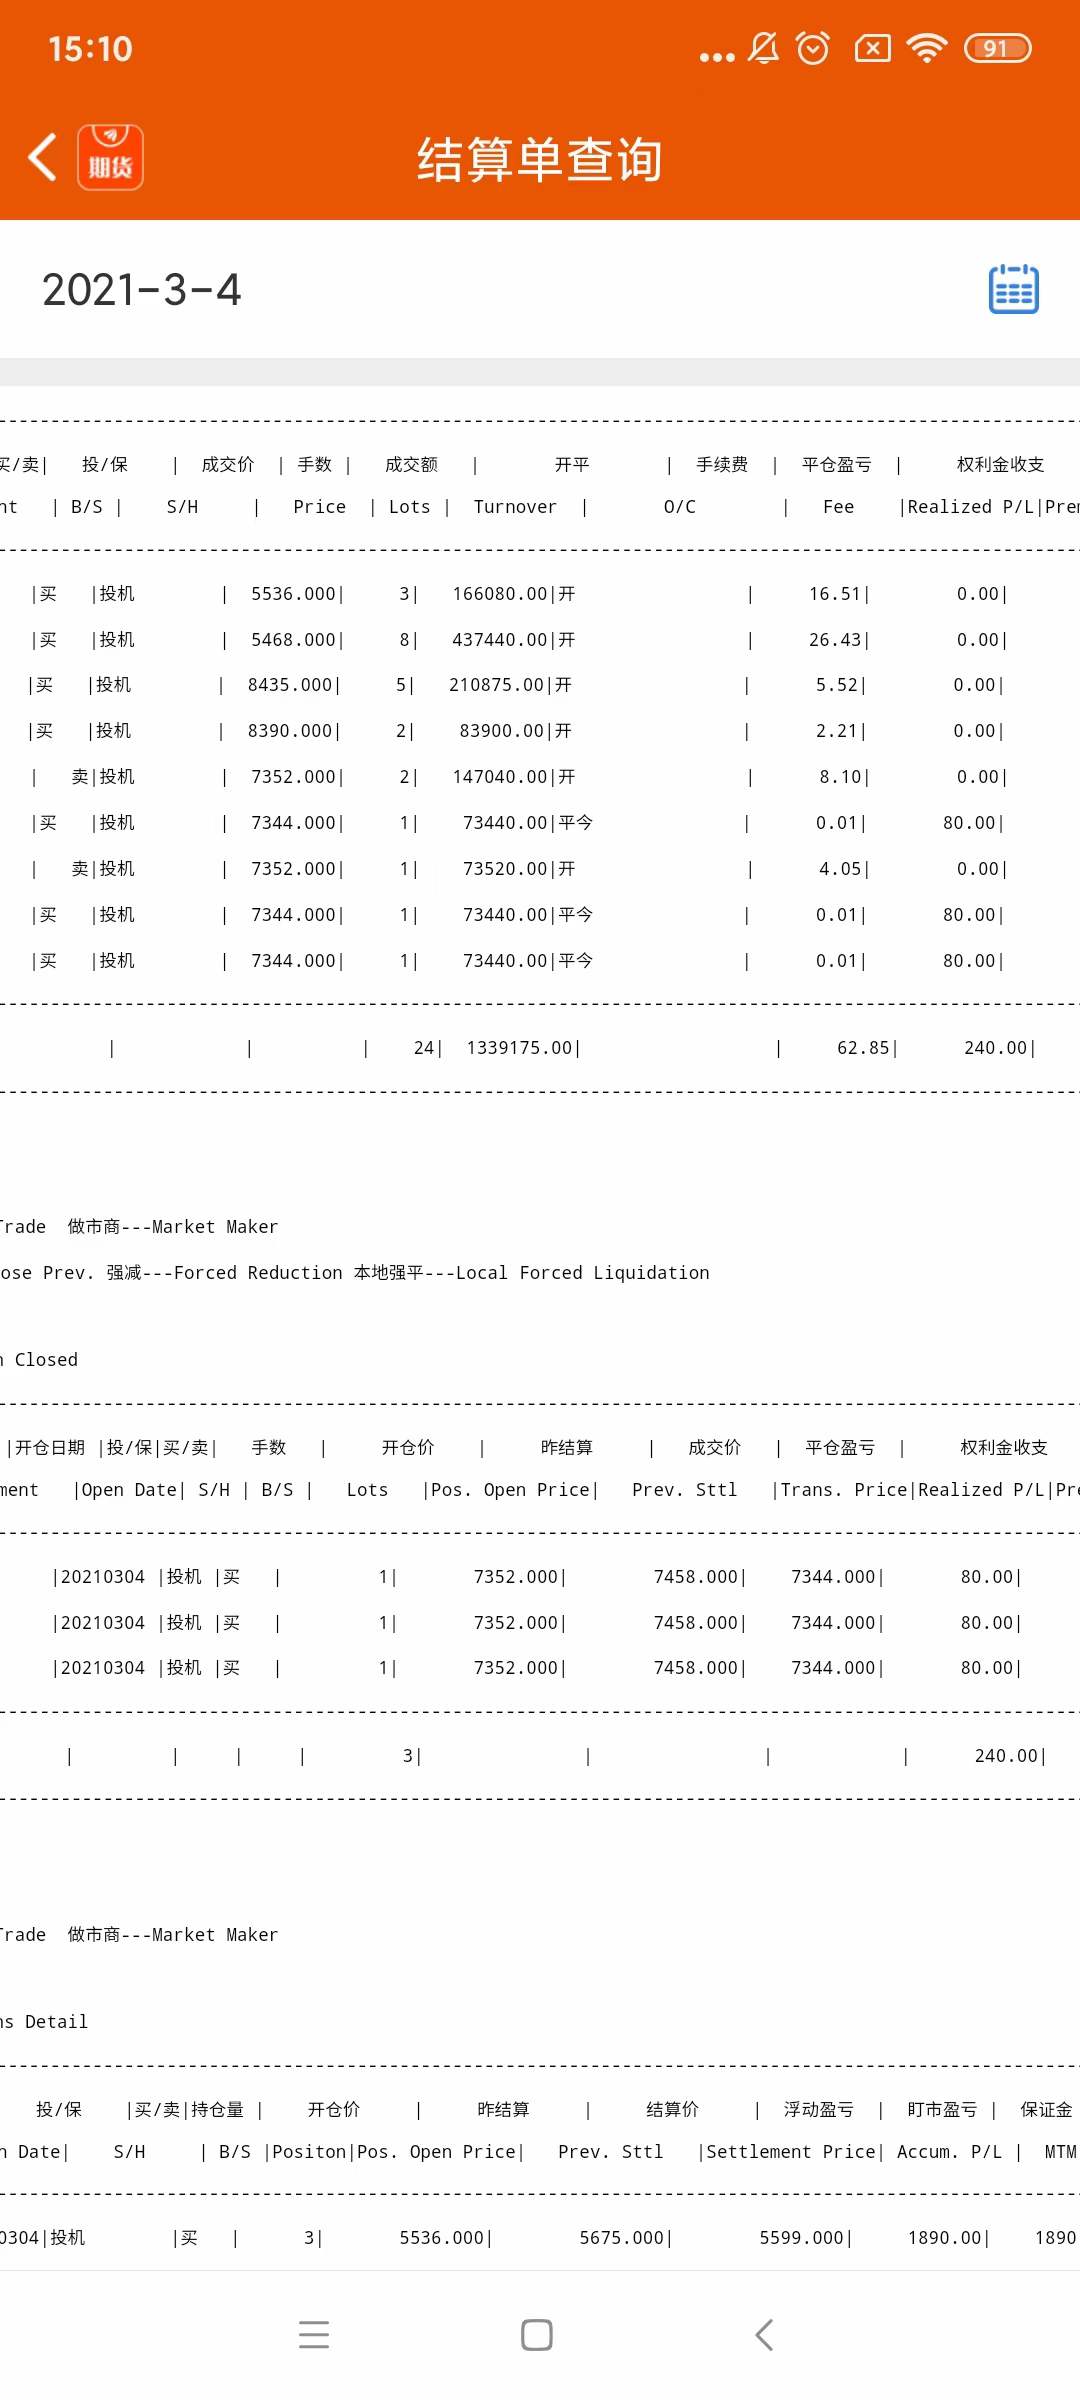 15:10
91
期货
结算单查询
2021-3-4
买/卖| 投/保 | 成交价 | 手数 | 成交额 | 开平 | 手续费 | 平仓盈亏 | 权利金收支
nt | B/S | S/H | Price | Lots | Turnover | O/C | Fee |Realized P/L|Prem
|买 |投机 | 5536.000| 3| 166080.00|开 | 16.51| 0.00|
|买 |投机 | 5468.000| 8| 437440.00|开 | 26.43| 0.00|
|买 |投机 | 8435.000| 5| 210875.00|开 | 5.52| 0.00|
|买 |投机 | 8390.000| 2| 83900.00|开 | 2.21| 0.00|
| 卖|投机 | 7352.000| 2| 147040.00|开 | 8.10| 0.00|
|买 |投机 | 7344.000| 1| 73440.00|平今 | 0.01| 80.00|
| 卖|投机 | 7352.000| 1| 73520.00|开 | 4.05| 0.00|
|买 |投机 | 7344.000| 1| 73440.00|平今 | 0.01| 80.00|
|买 |投机 | 7344.000| 1| 73440.00|平今 | 0.01| 80.00|
| | | 24| 1339175.00| | 62.85| 240.00|
Trade 做市商---Market Maker
ose Prev. 强减---Forced Reduction 本地强平---Local Forced Liquidation
n Closed
|开仓日期 |投/保|买/卖| 手数 | 开仓价 | 昨结算 | 成交价 | 平仓盈亏 | 权利金收支
ment |Open Date| S/H | B/S | Lots |Pos. Open Price| Prev. Sttl |Trans. Price|Realized P/L|Pre
|20210304 |投机 |买 | 1| 7352.000| 7458.000| 7344.000| 80.00|
|20210304 |投机 |买 | 1| 7352.000| 7458.000| 7344.000| 80.00|
|20210304 |投机 |买 | 1| 7352.000| 7458.000| 7344.000| 80.00|
| | | | 3| | | | 240.00|
Trade 做市商---Market Maker
ns Detail
投/保 |买/卖|持仓量 | 开仓价 | 昨结算 | 结算价 | 浮动盈亏 | 盯市盈亏 | 保证金
n Date| S/H | B/S |Positon|Pos. Open Price| Prev. Sttl |Settlement Price| Accum. P/L | MTM
0304|投机 |买 | 3| 5536.000| 5675.000| 5599.000| 1890.00| 1890